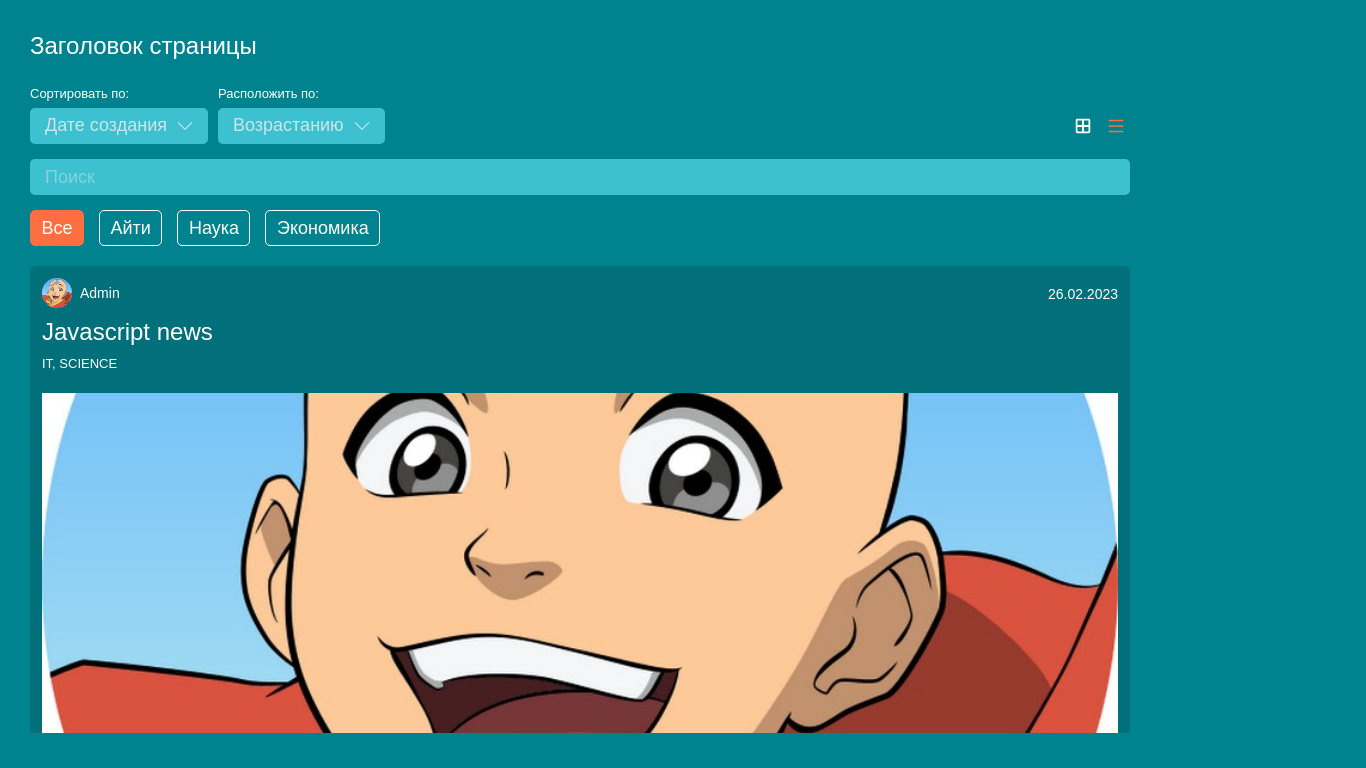 Заголовок страницы
Сортировать по: Расположить по:
Дате создания Возрастанию
Поиск
Все Айти Наука Экономика
Admin 26.02.2023
Javascript news
IT, SCIENCE